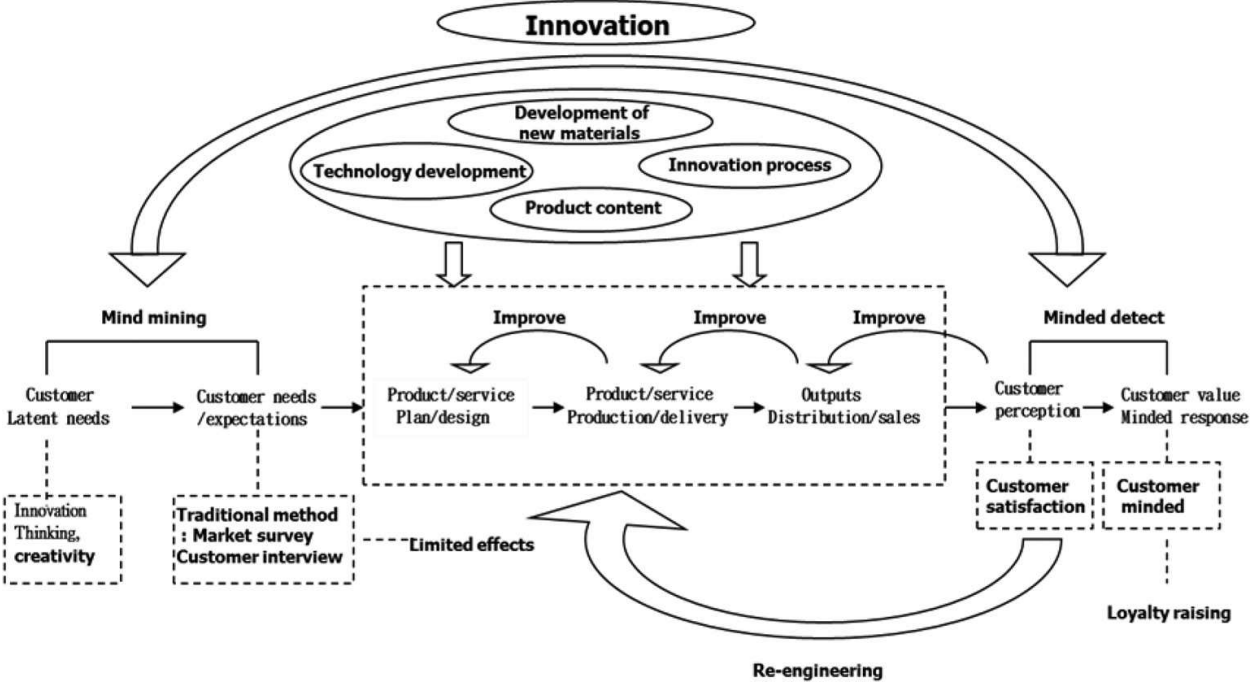 Innovation
Development of
new materials
Technology development
Innovation process
Product content
Mind mining
Improve
Improve
Improve
Minded detect
Customer
Latent needs
Customer needs
/expectations
Product/service
Plan/design
Product/service
Production/delivery
Outputs
Distribution/sales
Customer
perception
Customer value
Minded response
Innovation
Thinking,
creativity
Traditional method
: Market survey
Customer interview
Limited effects
Customer
satisfaction
Customer
minded
Loyalty raising
Re-engineering